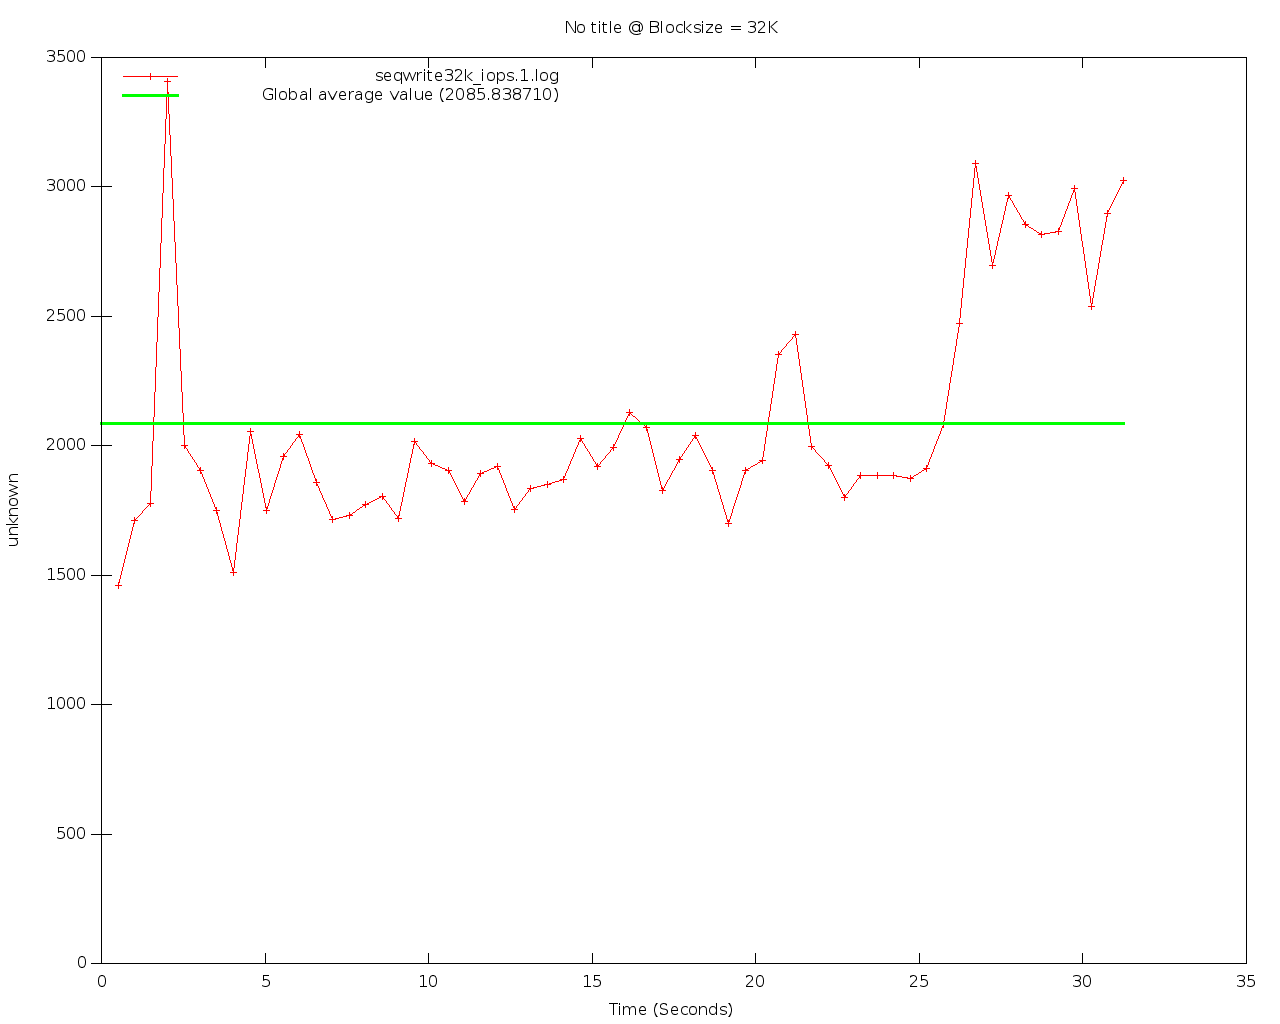 No title @ Blocksize = 32K
seqwrite32k_iops.1.log
Global average value (2085.838710)
3500
3000
2500
2000
1500
1000
500
0
unknown
0 5 10 15 20 25 30 35
Time (Seconds)